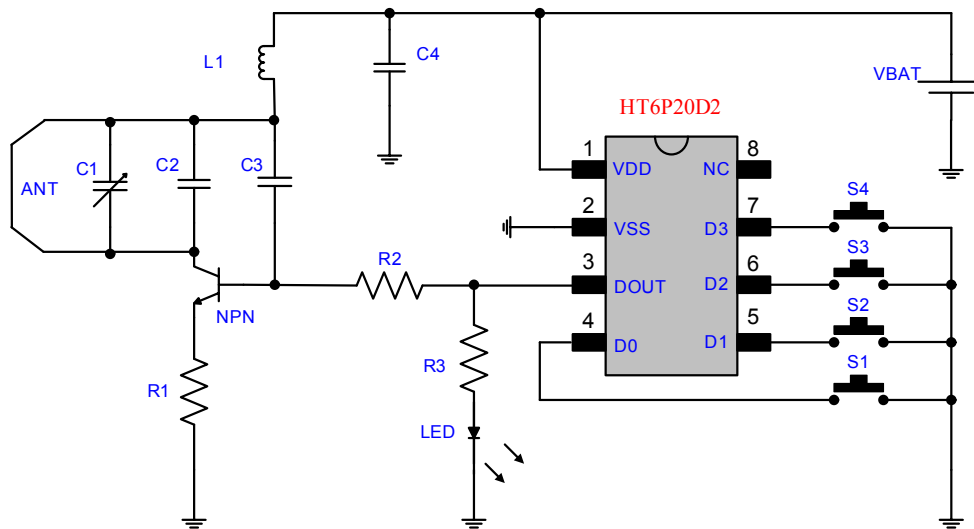 L1
C4
VBAT
HT6P20D2
ANT
C1
C2
C3
1
VDD
NC
8
2
VSS
D3
7
S4
3
DOUT
D2
6
S3
4
D0
D1
5
S2
S1
R2
NPN
R1
R3
LED